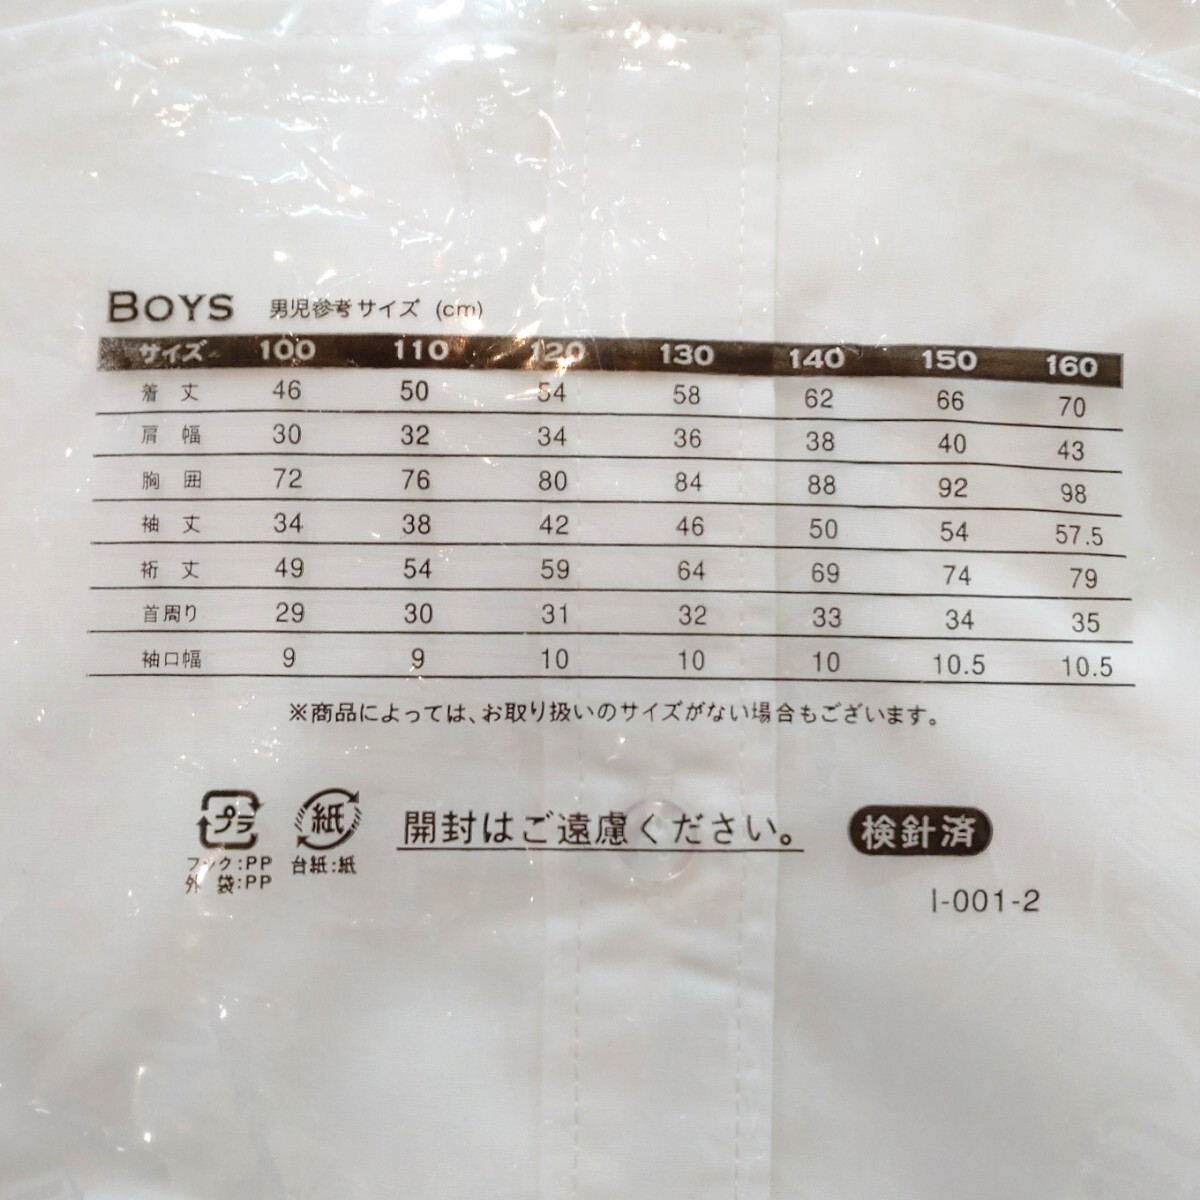 BOYS 男児参考サイズ (cm)
サイズ 100 110 120 130 140 150 160
着丈 46 50 54 58 62 66 70
肩幅 30 32 34 36 38 40 43
胸囲 72 76 80 84 88 92 98
袖丈 34 38 42 46 50 54 57.5
裄丈 49 54 59 64 69 74 79
首周り 29 30 31 32 33 34 35
袖口幅 9 9 10 10 10 10.5 10.5
※商品によっては、お取り扱いのサイズがない場合もございます。
プラ 紙 開封はご遠慮ください。 検針済
フック:PP 台紙:紙
外袋:PP
I-001-2